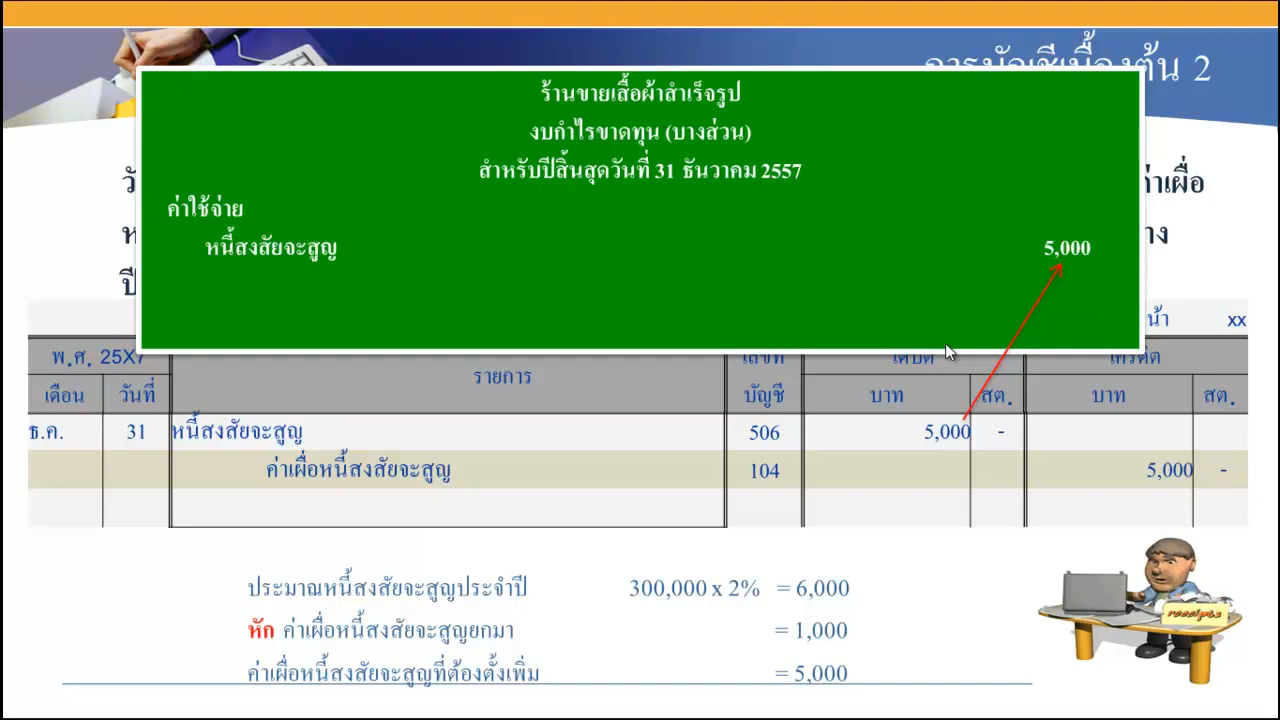 การบัญชีเบื้องต้น 2
ร้านขายเสื้อผ้าสำเร็จรูป
งบกำไรขาดทุน (บางส่วน)
สำหรับปีสิ้นสุดวันที่ 31 ธันวาคม 2557
ค่าใช้จ่าย
หนี้สงสัยจะสูญ 5,000
xx
พ.ศ. 25X7 เลขที่ เดบิต เครดิต
เดือน วันที่ รายการ บัญชี บาท สต. บาท สต.
ธ.ค. 31 หนี้สงสัยจะสูญ 506 5,000 -
ค่าเผื่อหนี้สงสัยจะสูญ 104 5,000 -
ประมาณหนี้สงสัยจะสูญประจำปี 300,000 x 2% = 6,000
หัก ค่าเผื่อหนี้สงสัยจะสูญยกมา = 1,000
ค่าเผื่อหนี้สงสัยจะสูญที่ต้องตั้งเพิ่ม = 5,000
receipts